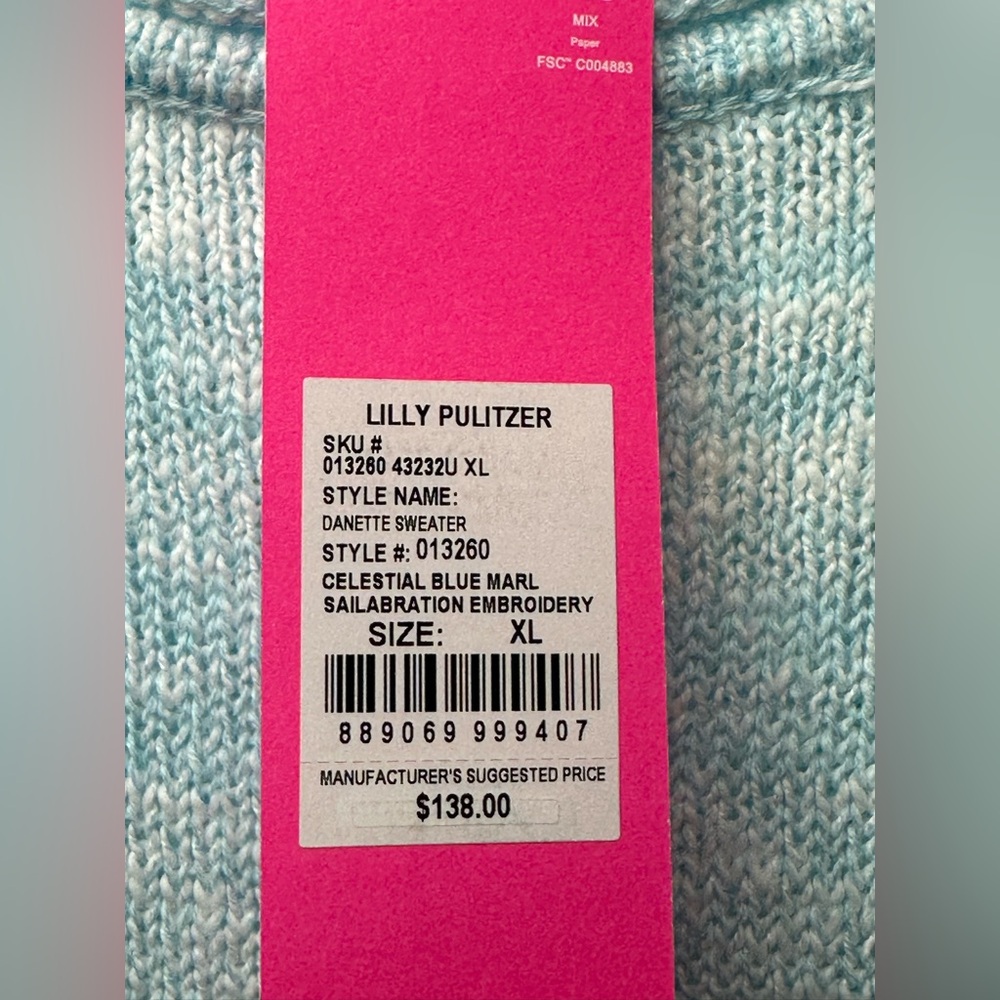 MIX
Paper
FSC™ C004883
LILLY PULITZER
SKU #
013260 43232U XL
STYLE NAME:
DANETTE SWEATER
STYLE #: 013260
CELESTIAL BLUE MARL
SAILABRATION EMBROIDERY
SIZE: XL
889069 999407
MANUFACTURER'S SUGGESTED PRICE
$138.00